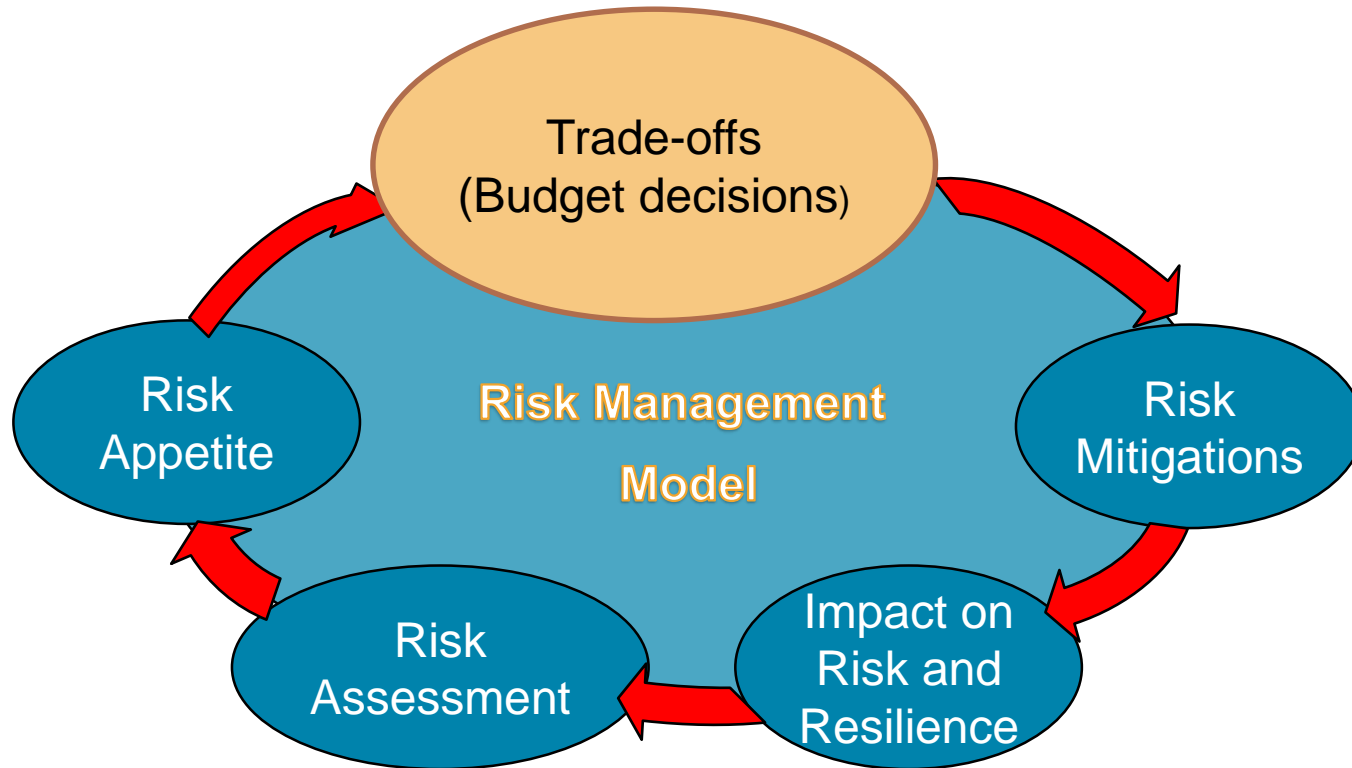 Trade-offs
(Budget decisions)
Risk
Appetite
Risk Management
Model
Risk
Mitigations
Risk
Assessment
Impact on
Risk and
Resilience